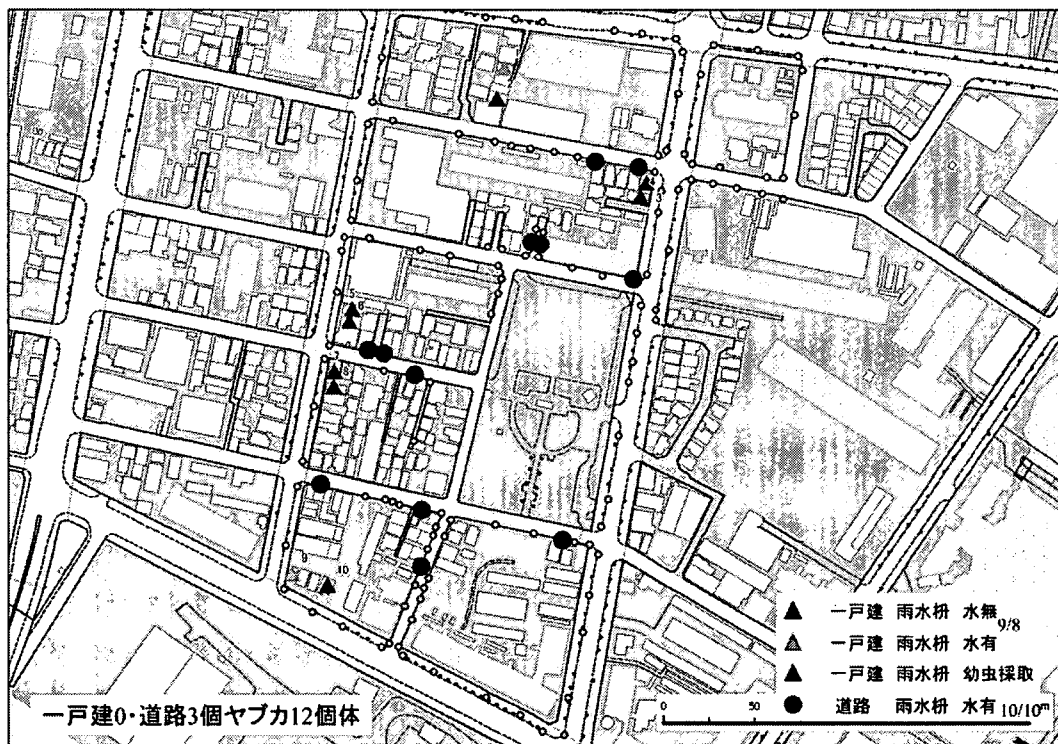 10
▲ 一戸建 雨水枡 水無 9/8
▲ 一戸建 雨水枡 水有
▲ 一戸建 雨水枡 幼虫採取
● 道路 雨水枡 水有 10/10
0 50 m
一戸建0・道路3個ヤブカ12個体